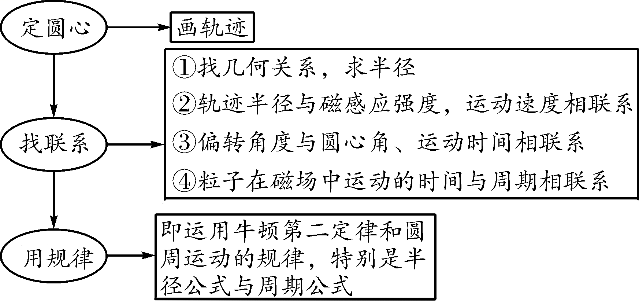 定圆心
画轨迹
①找几何关系，求半径
②轨迹半径与磁感应强度，运动速度相联系
找联系
③偏转角度与圆心角、运动时间相联系
④粒子在磁场中运动的时间与周期相联系
用规律
即运用牛顿第二定律和圆
周运动的规律，特别是半
径公式与周期公式